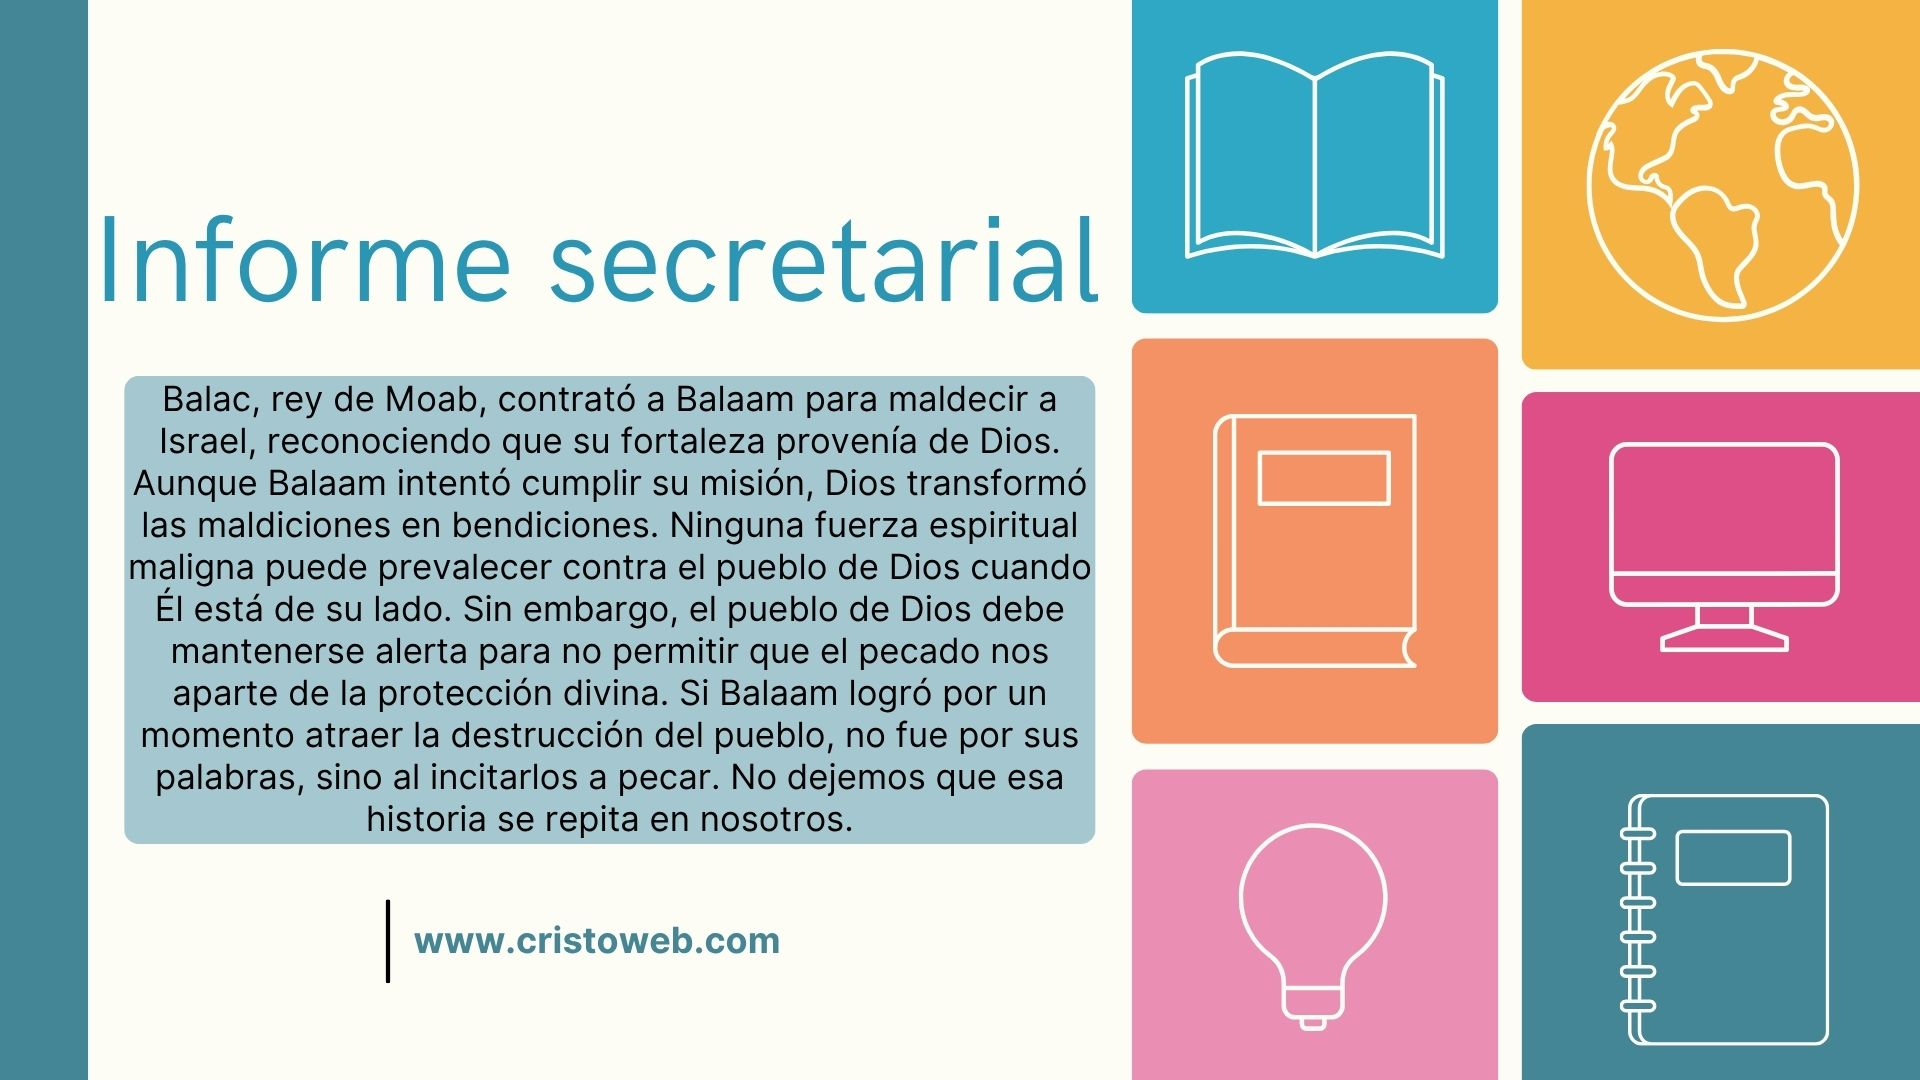 Informe secretarial
Balac, rey de Moab, contrató a Balaam para maldecir a
Israel, reconociendo que su fortaleza provenía de Dios.
Aunque Balaam intentó cumplir su misión, Dios transformó
las maldiciones en bendiciones. Ninguna fuerza espiritual
maligna puede prevalecer contra el pueblo de Dios cuando
Él está de su lado. Sin embargo, el pueblo de Dios debe
mantenerse alerta para no permitir que el pecado nos
aparte de la protección divina. Si Balaam logró por un
momento atraer la destrucción del pueblo, no fue por sus
palabras, sino al incitarlos a pecar. No dejemos que esa
historia se repita en nosotros.
www.cristoweb.com